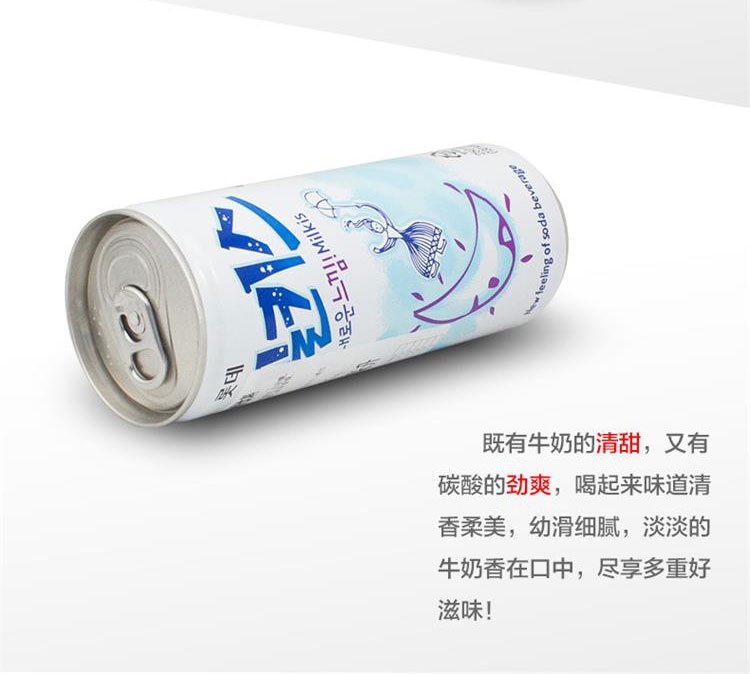 롯데
밀키스
새로운 느낌! Milkis
New feeling of soda beverage
既有牛奶的清甜，又有
碳酸的劲爽，喝起来味道清
香柔美，幼滑细腻，淡淡的
牛奶香在口中，尽享多重好
滋味！